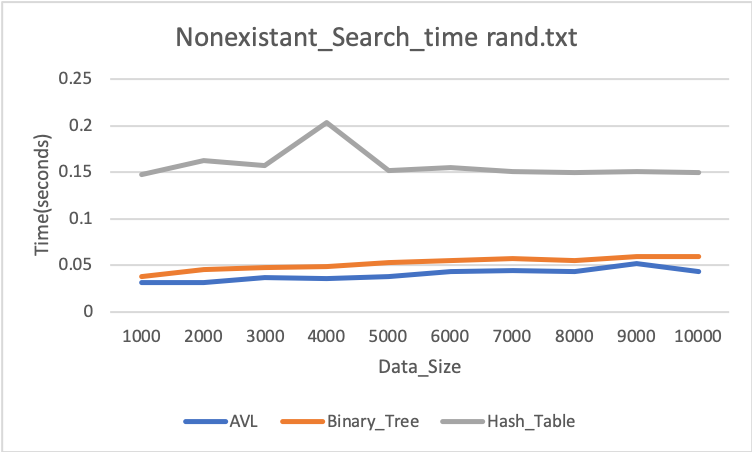 Nonexistant_Search_time rand.txt
0.25
0.2
0.15
0.1
0.05
0
Time(seconds)
1000 2000 3000 4000 5000 6000 7000 8000 9000 10000
Data_Size
AVL Binary_Tree Hash_Table